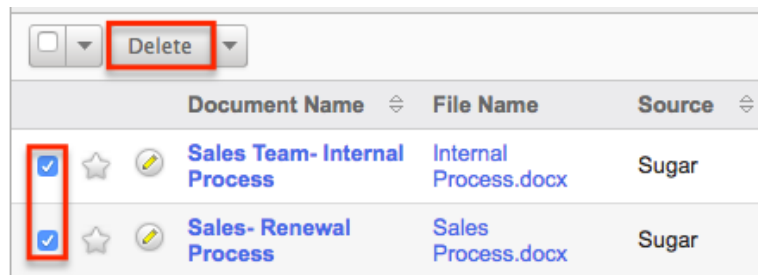 Delete
Document Name File Name Source
Sales Team- Internal Internal
Process Process.docx Sugar
Sales- Renewal Sales
Process Process.docx Sugar